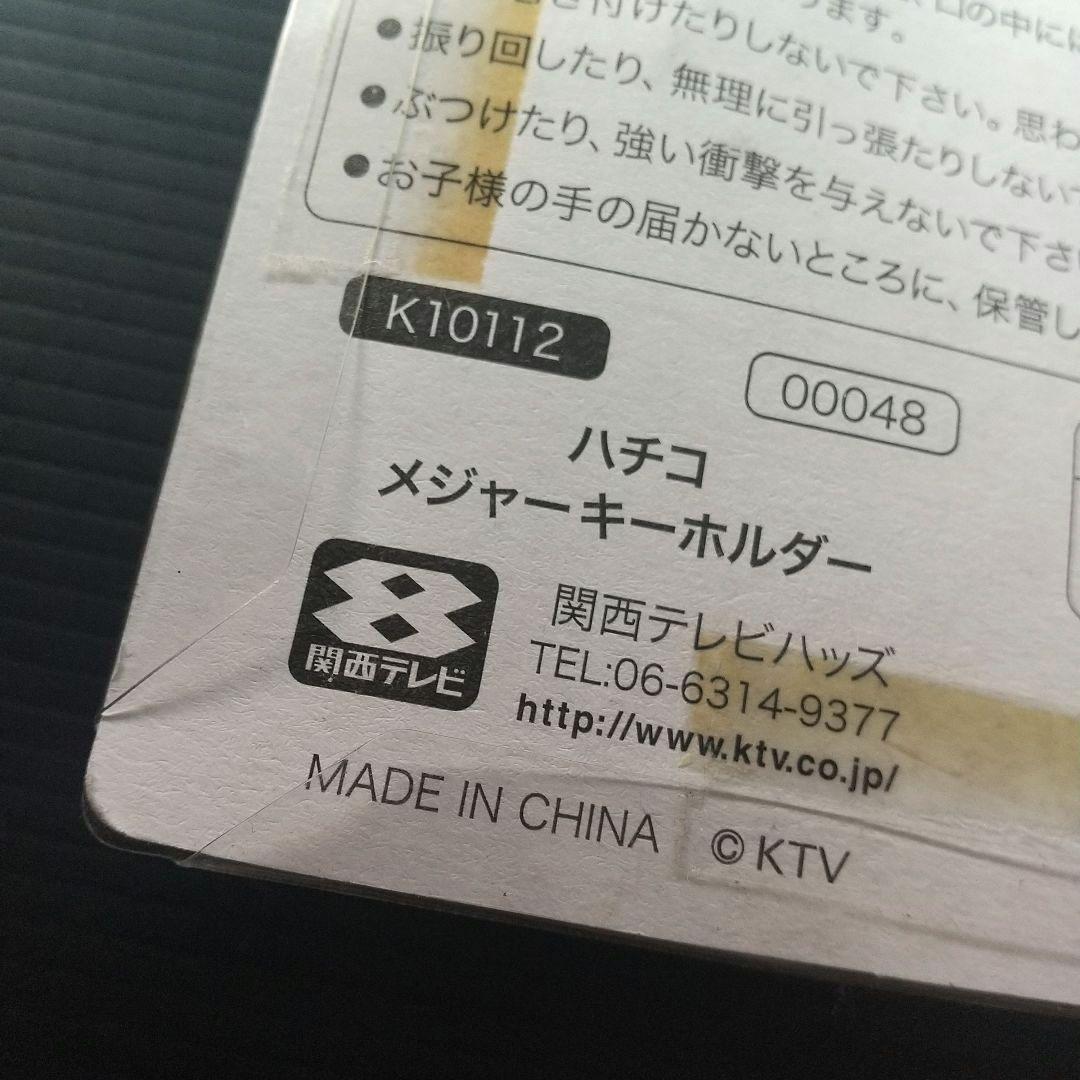 口の中に
付けたりしないで下さい。思わ
ます。
●振り回したり、無理に引っ張たりしないで
●ぶつけたり、強い衝撃を与えないで下さい
●お子様の手の届かないところに、保管し
K10112
00048
ハチコ
メジャーキーホルダー
関西テレビ
関西テレビハッズ
TEL:06-6314-9377
http://www.ktv.co.jp/
MADE IN CHINA
© KTV